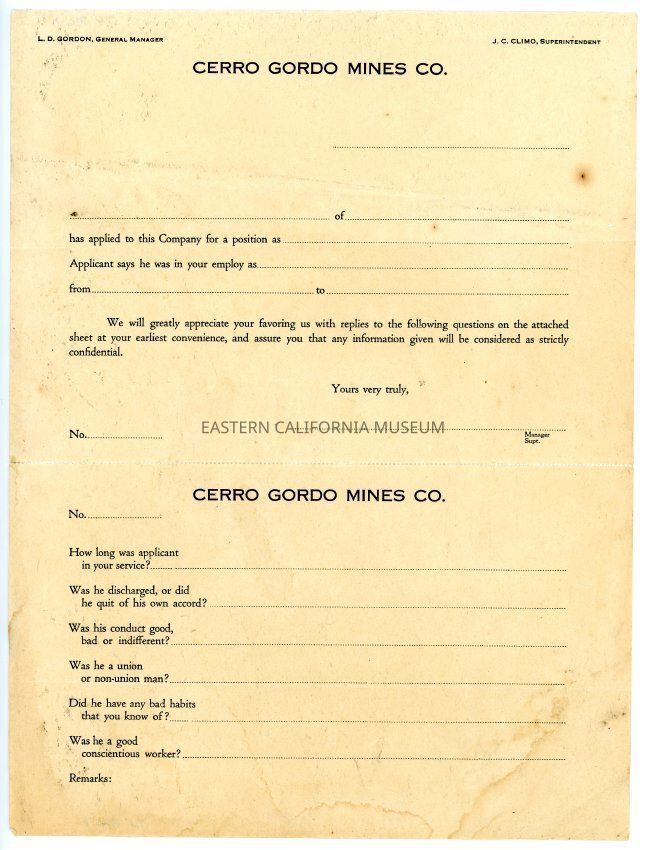 L. D. GORDON, GENERAL MANAGER
J. C. CLIMO, SUPERINTENDENT
CERRO GORDO MINES CO.
of
has applied to this Company for a position as
Applicant says he was in your employ as
from to
We will greatly appreciate your favoring us with replies to the following questions on the attached
sheet at your earliest convenience, and assure you that any information given will be considered as strictly
confidential.
Yours very truly,
EASTERN CALIFORNIA MUSEUM
No.
Manager
Supt.
CERRO GORDO MINES CO.
No.
How long was applicant
in your service?
Was he discharged, or did
he quit of his own accord?
Was his conduct good,
bad or indifferent?
Was he a union
or non-union man?
Did he have any bad habits
that you know of?
Was he a good
conscientious worker?
Remarks: